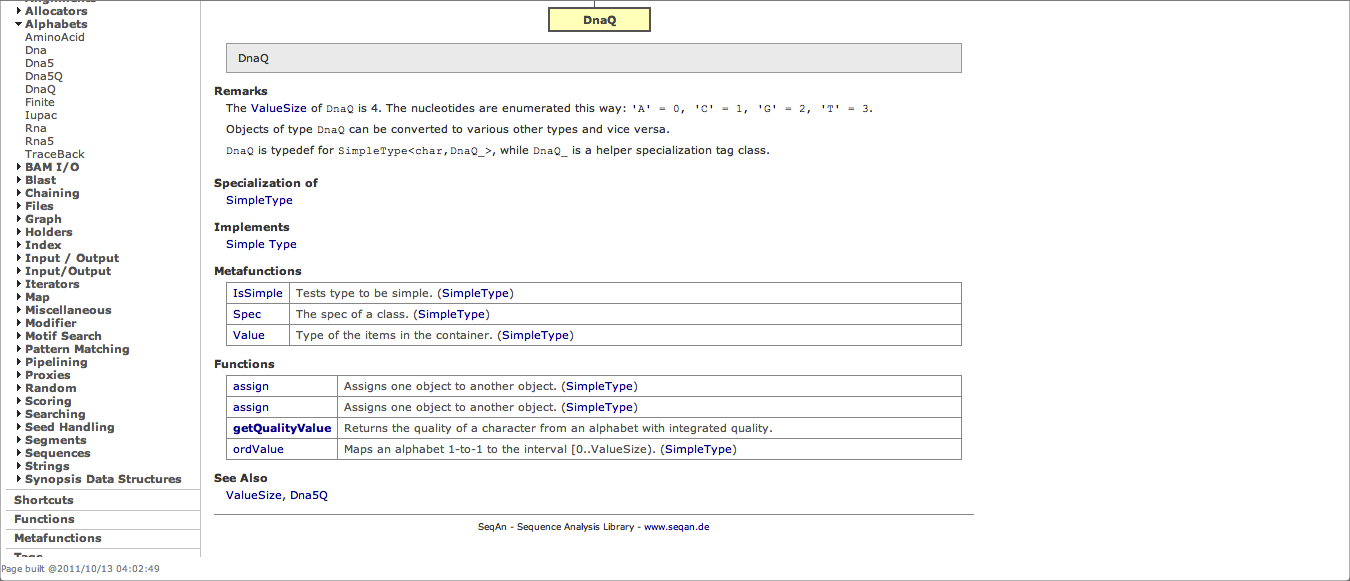 Allocators
Alphabets
AminoAcid
Dna
Dna5
Dna5Q
DnaQ
Finite
Iupac
Rna
Rna5
TraceBack
BAM I/O
Blast
Chaining
Files
Graph
Holders
Index
Input / Output
Input/Output
Iterators
Map
Miscellaneous
Modifier
Motif Search
Pattern Matching
Pipelining
Proxies
Random
Scoring
Searching
Seed Handling
Segments
Sequences
Strings
Synopsis Data Structures
Shortcuts
Functions
Metafunctions
Page built @2011/10/13 04:02:49
DnaQ
DnaQ
Remarks
The ValueSize of DnaQ is 4. The nucleotides are enumerated this way: 'A' = 0, 'C' = 1, 'G' = 2, 'T' = 3.
Objects of type DnaQ can be converted to various other types and vice versa.
DnaQ is typedef for SimpleType<char,DnaQ_>, while DnaQ_ is a helper specialization tag class.
Specialization of
SimpleType
Implements
Simple Type
Metafunctions
IsSimple Tests type to be simple. (SimpleType)
Spec The spec of a class. (SimpleType)
Value Type of the items in the container. (SimpleType)
Functions
assign Assigns one object to another object. (SimpleType)
assign Assigns one object to another object. (SimpleType)
getQualityValue Returns the quality of a character from an alphabet with integrated quality.
ordValue Maps an alphabet 1-to-1 to the interval [0..ValueSize). (SimpleType)
See Also
ValueSize, Dna5Q
SeqAn - Sequence Analysis Library - www.seqan.de